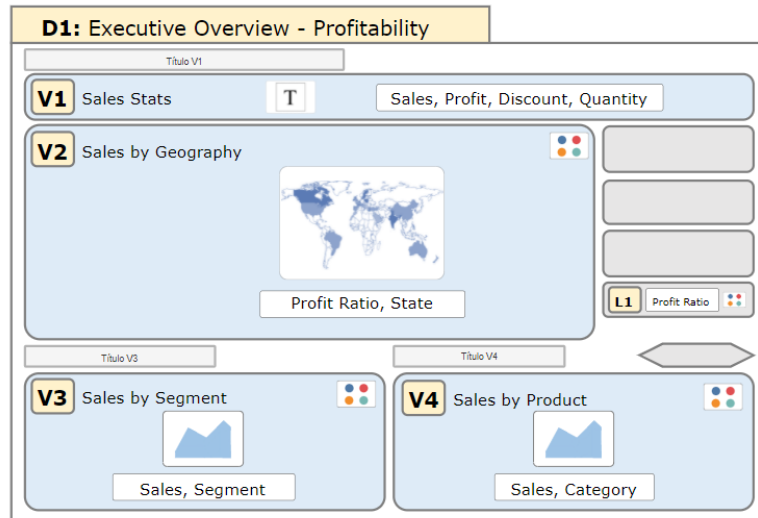 D1: Executive Overview - Profitability
Título V1
V1 Sales Stats T Sales, Profit, Discount, Quantity
V2 Sales by Geography
Profit Ratio, State
L1 Profit Ratio
Título V3
Título V4
V3 Sales by Segment
Sales, Segment
V4 Sales by Product
Sales, Category